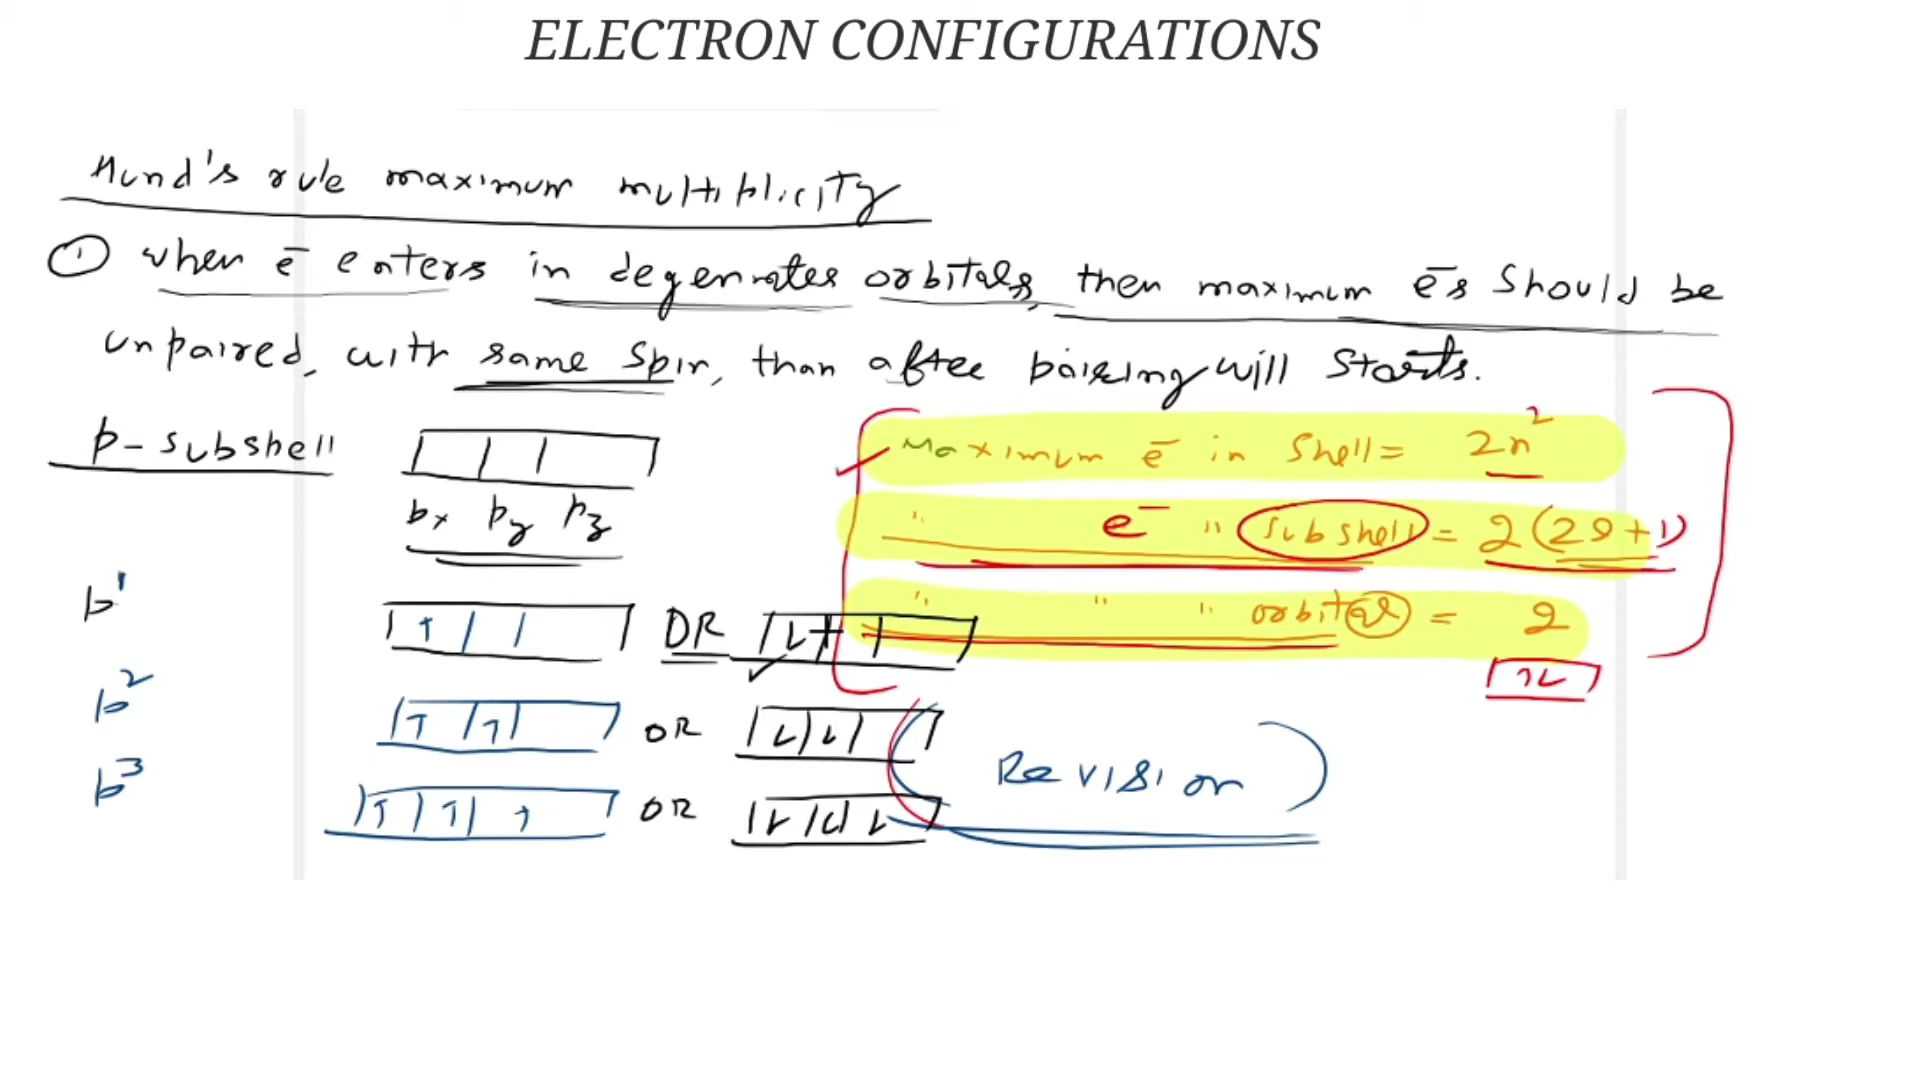 ELECTRON CONFIGURATIONS
Hund's rule maximum multiplicity
① when e⁻ enters in degenrates orbitals, then maximum e⁻s should be
unpaired, with same spin, than after pairing will starts.
p-subshell
px py pz
Maximum e⁻ in shell = 2n²
" e⁻ " subshell = 2(2l+1)
" " " orbital = 2
p¹ ↑ OR ↓
↑↓
p² ↑ ↑ OR ↓ ↓
Revision
p³ ↑ ↑ ↑ OR ↓ ↓ ↓